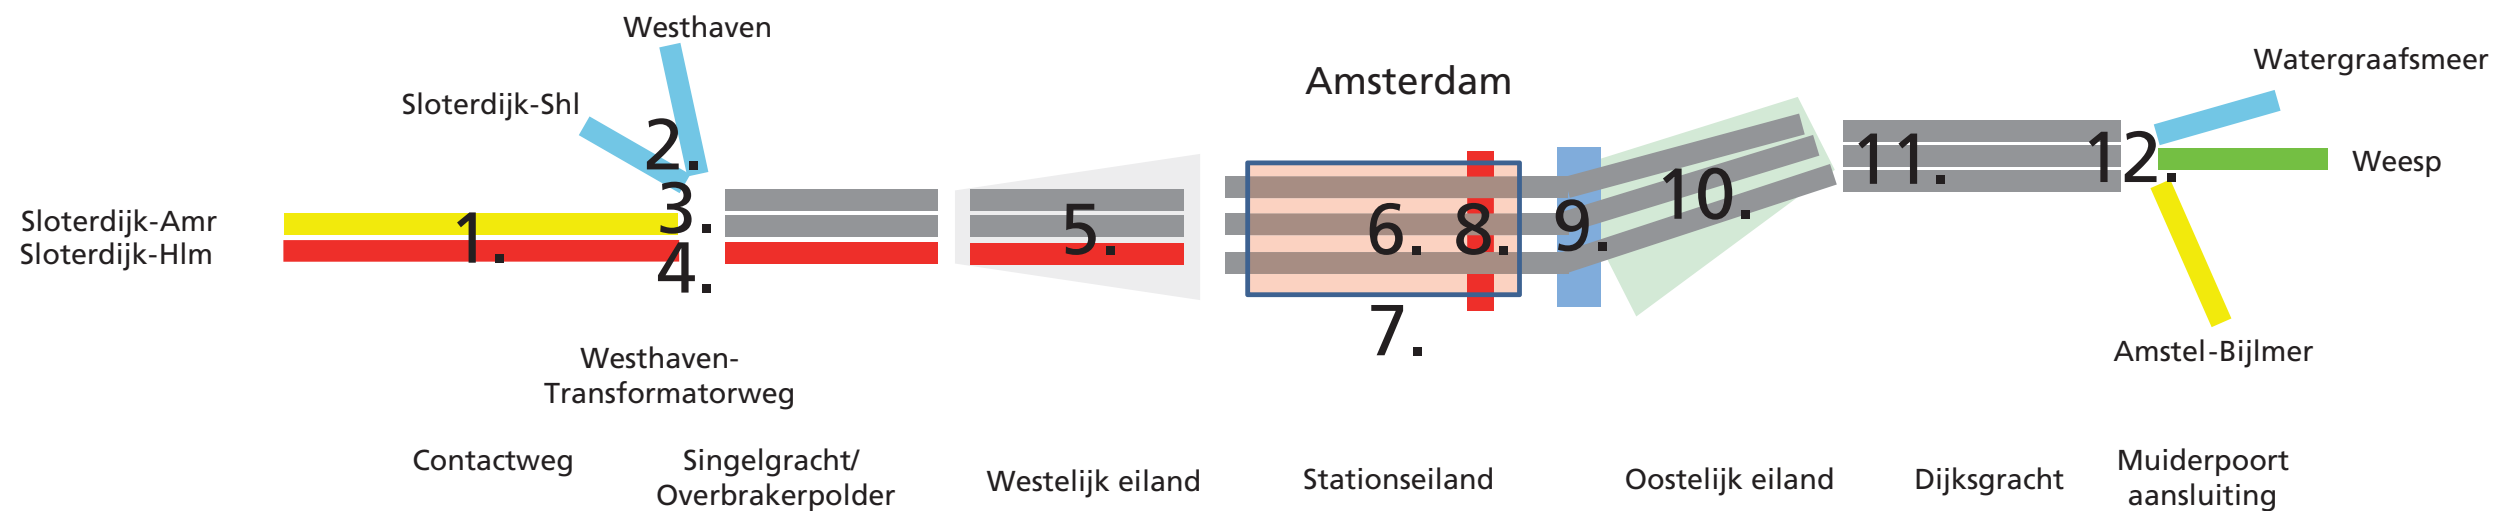 Westhaven
Sloterdijk-Shl
Amsterdam
Watergraafsmeer
Weesp
Sloterdijk-Amr
Sloterdijk-Hlm
1.
2.
3.
4.
5.
6.
7.
8.
9.
10.
11.
12.
Westhaven-
Transformatorweg
Amstel-Bijlmer
Contactweg
Singelgracht/
Overbrakerpolder
Westelijk eiland
Stationseiland
Oostelijk eiland
Dijksgracht
Muiderpoort
aansluiting